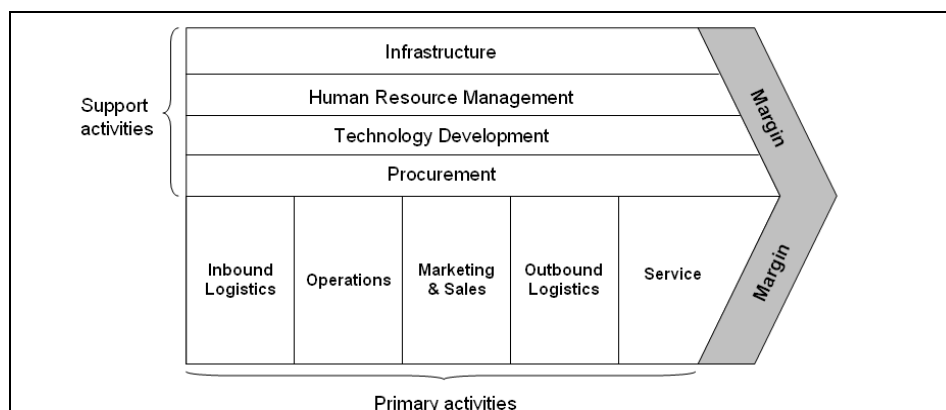 Infrastructure
Human Resource Management
Technology Development
Procurement
Support
activities
Margin
Margin
Inbound
Logistics
Operations
Marketing
& Sales
Outbound
Logistics
Service
Primary activities